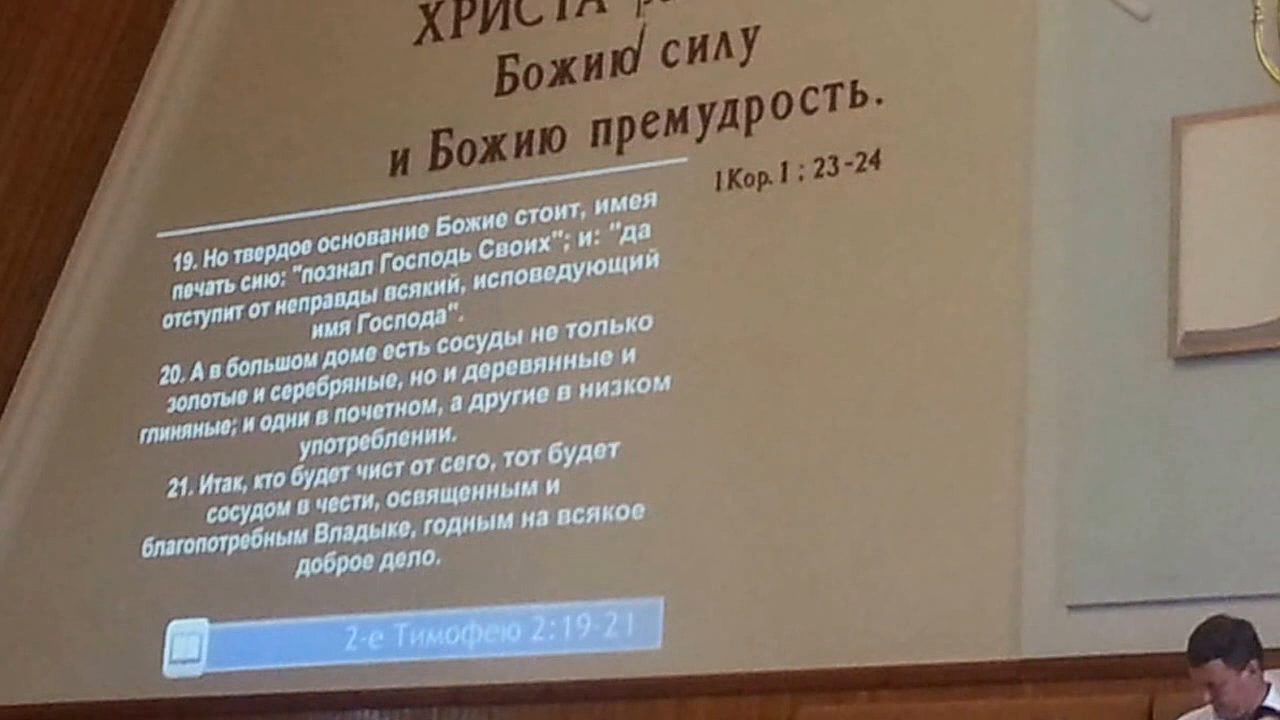 ХРИСТА
Божию силу
и Божию премудрость.
1 Кор. 1 : 23-24
19. Но твердое основание Божие стоит, имея
печать сию: "познал Господь Своих"; и: "да
отступит от неправды всякий, исповедующий
имя Господа".
20. А в большом доме есть сосуды не только
золотые и серебряные, но и деревянные и
глиняные; и одни в почетном, а другие в низком
употреблении.
21. Итак, кто будет чист от сего, тот будет
сосудом в чести, освященным и
благопотребным Владыке, годным на всякое
доброе дело.
2-е Тимофею 2:19-21